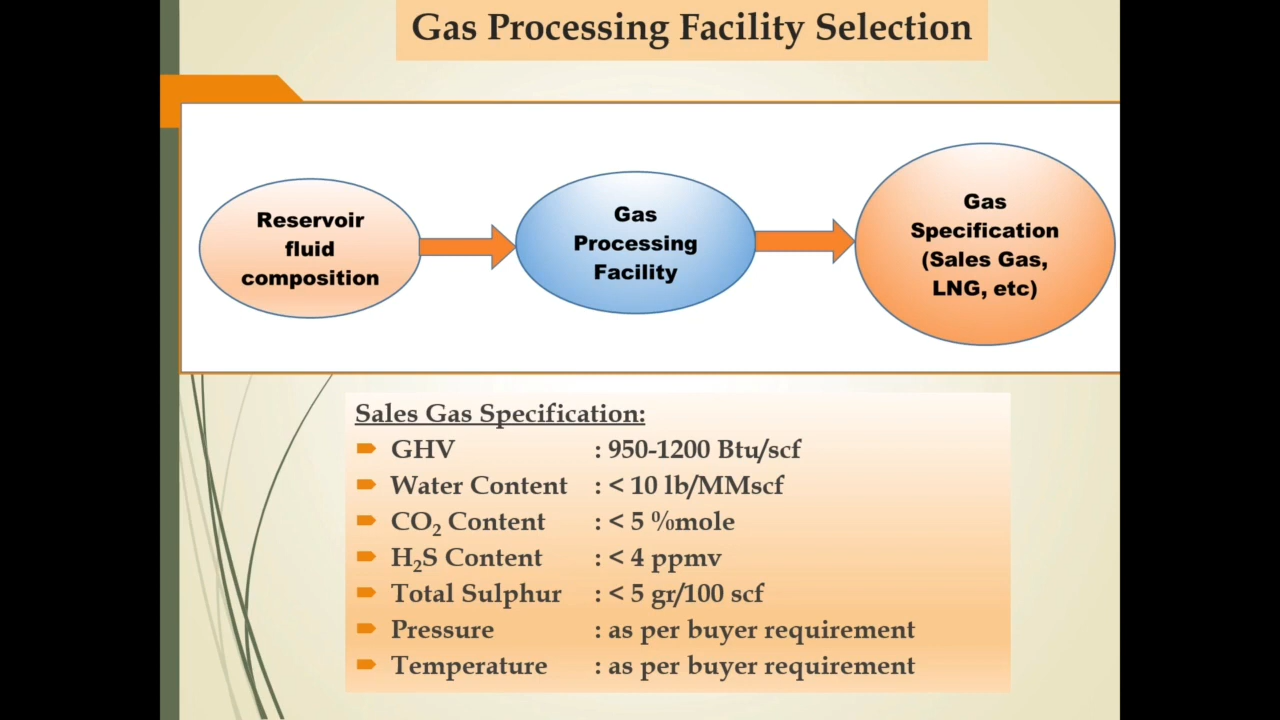 Gas Processing Facility Selection
Reservoir
fluid
composition
Gas
Processing
Facility
Gas
Specification
(Sales Gas,
LNG, etc)
Sales Gas Specification:
GHV : 950-1200 Btu/scf
Water Content : < 10 lb/MMscf
CO₂ Content : < 5 %mole
H₂S Content : < 4 ppmv
Total Sulphur : < 5 gr/100 scf
Pressure : as per buyer requirement
Temperature : as per buyer requirement